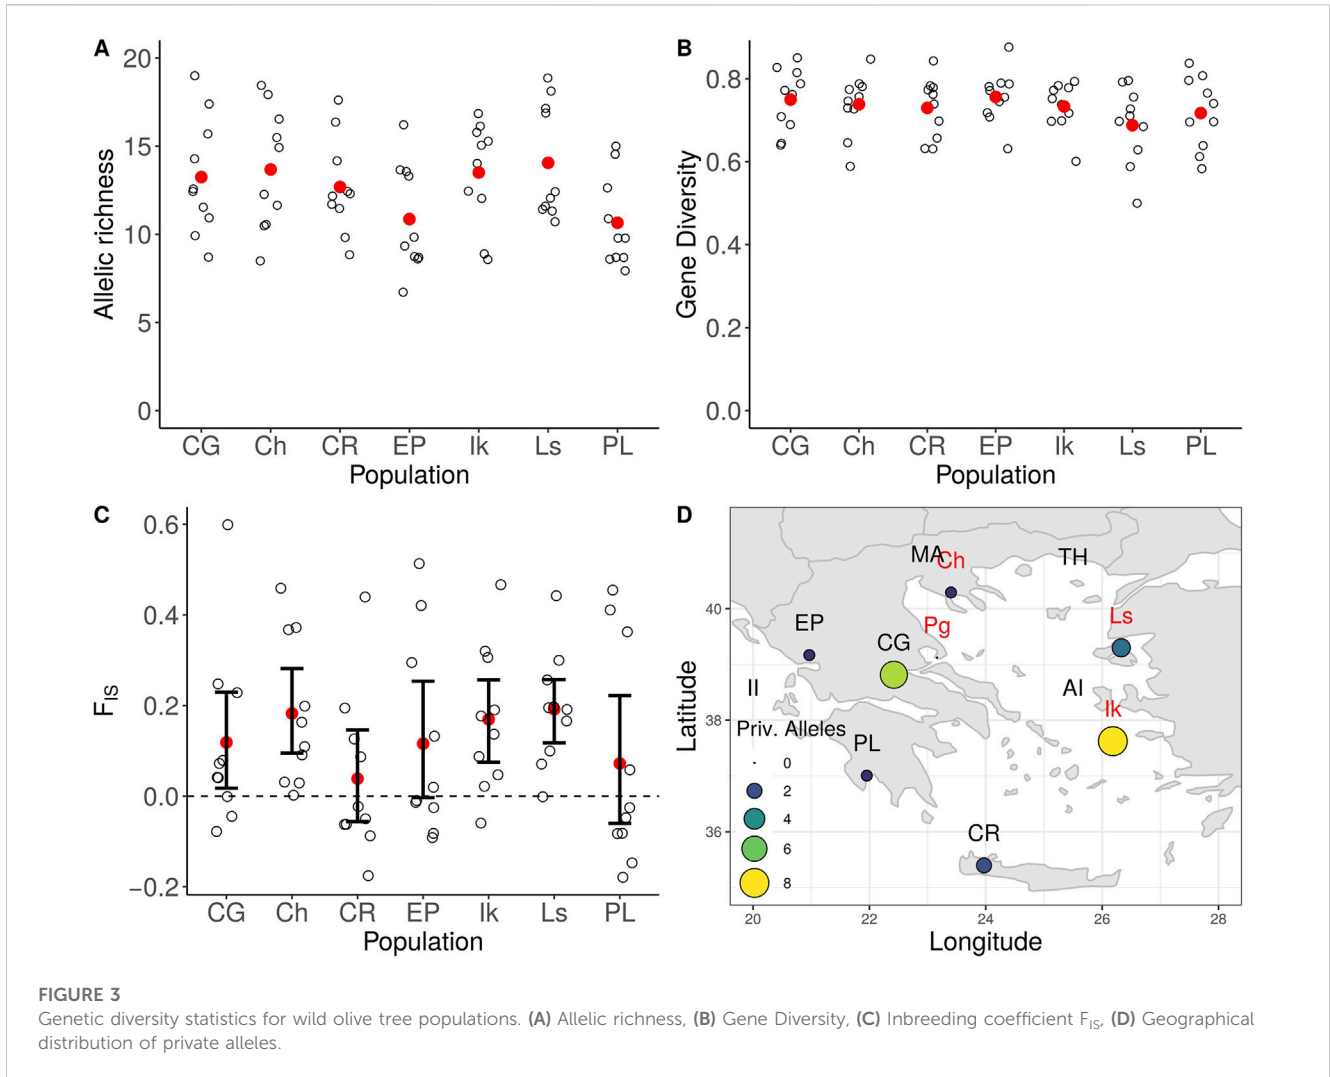 A
20
15
10
5
0
Allelic richness
CG Ch CR EP Ik Ls PL
Population
B
0.8
0.6
0.4
0.2
0.0
Gene Diversity
CG Ch CR EP Ik Ls PL
Population
C
0.6
0.4
0.2
0.0
−0.2
FIS
CG Ch CR EP Ik Ls PL
Population
D
MA
Ch
TH
EP
Pg
CG
Ls
II
AI
Ik
PL
CR
Priv. Alleles
0
2
4
6
8
40
38
36
Latitude
20 22 24 26 28
Longitude
FIGURE 3
Genetic diversity statistics for wild olive tree populations. (A) Allelic richness, (B) Gene Diversity, (C) Inbreeding coefficient FIS, (D) Geographical
distribution of private alleles.